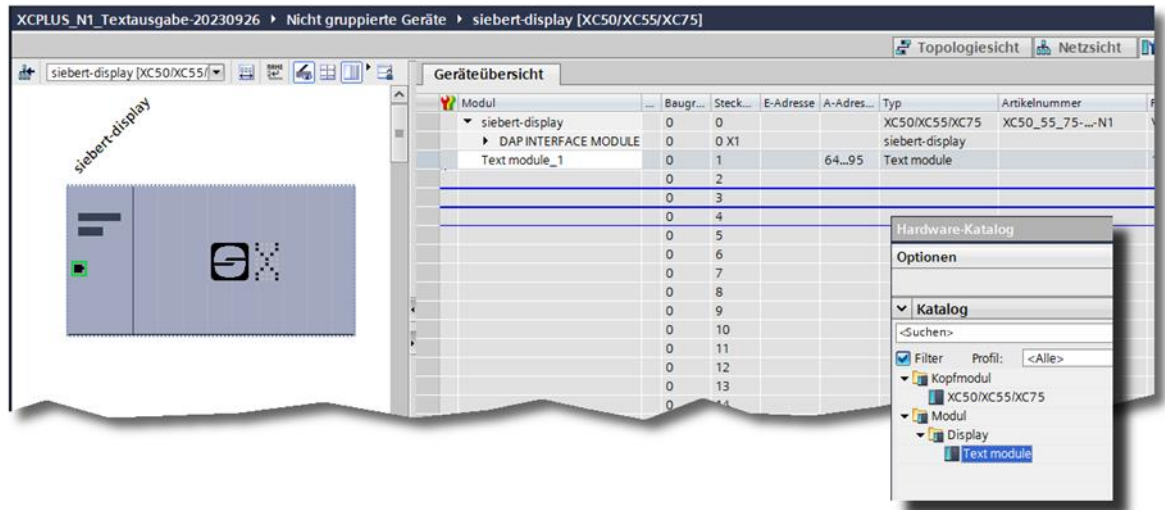 XCPLUS_N1_Textausgabe-20230926 ▸ Nicht gruppierte Geräte ▸ siebert-display [XC50/XC55/XC75]
Topologiesicht Netzsicht
siebert-display [XC50/XC55/
siebert-display
Geräteübersicht
Modul ... Baugr... Steck... E-Adresse A-Adres... Typ Artikelnummer
siebert-display 0 0 XC50/XC55/XC75 XC50_55_75-...-N1
DAP INTERFACE MODULE 0 0 X1 siebert-display
Text module_1 0 1 64...95 Text module
0 2
0 3
0 4
0 5
0 6
0 7
0 8
0 9
0 10
0 11
0 12
0 13
0 14
Hardware-Katalog
Optionen
Katalog
<Suchen>
Filter Profil: <Alle>
Kopfmodul
XC50/XC55/XC75
Modul
Display
Text module